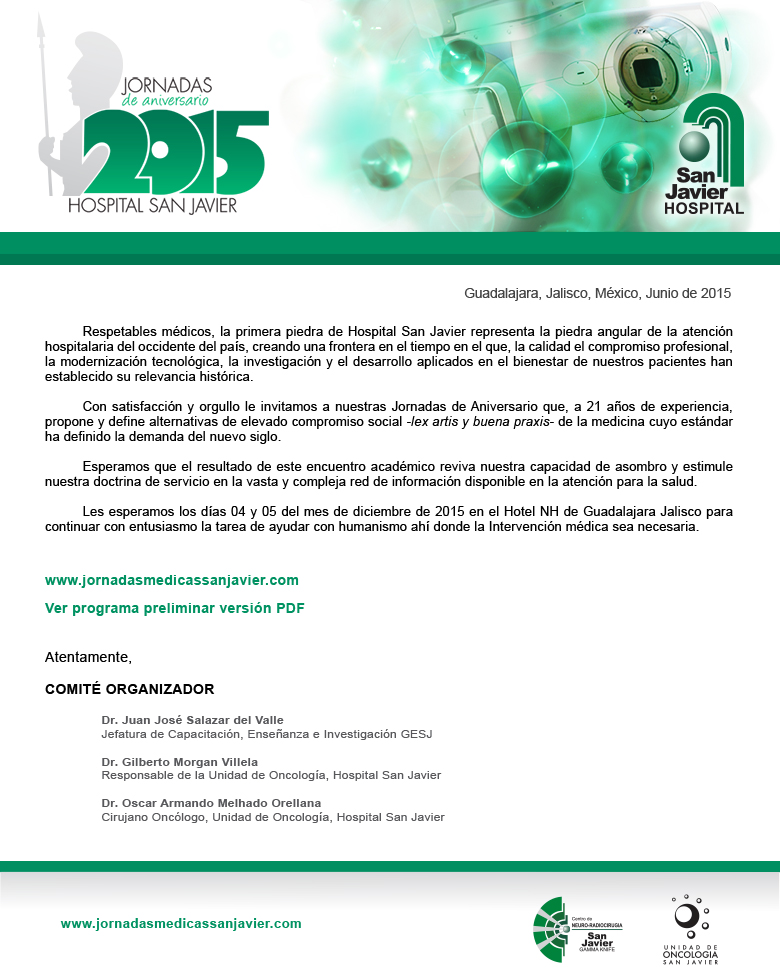 JORNADAS
de aniversario
2015
HOSPITAL SAN JAVIER
San
Javier
HOSPITAL
Guadalajara, Jalisco, México, Junio de 2015
Respetables médicos, la primera piedra de Hospital San Javier representa la piedra angular de la atención
hospitalaria del occidente del país, creando una frontera en el tiempo en el que, la calidad el compromiso profesional,
la modernización tecnológica, la investigación y el desarrollo aplicados en el bienestar de nuestros pacientes han
establecido su relevancia histórica.
Con satisfacción y orgullo le invitamos a nuestras Jornadas de Aniversario que, a 21 años de experiencia,
propone y define alternativas de elevado compromiso social -lex artis y buena praxis- de la medicina cuyo estándar
ha definido la demanda del nuevo siglo.
Esperamos que el resultado de este encuentro académico reviva nuestra capacidad de asombro y estimule
nuestra doctrina de servicio en la vasta y compleja red de información disponible en la atención para la salud.
Les esperamos los días 04 y 05 del mes de diciembre de 2015 en el Hotel NH de Guadalajara Jalisco para
continuar con entusiasmo la tarea de ayudar con humanismo ahí donde la Intervención médica sea necesaria.
www.jornadasmedicassanjavier.com
Ver programa preliminar versión PDF
Atentamente,
COMITÉ ORGANIZADOR
Dr. Juan José Salazar del Valle
Jefatura de Capacitación, Enseñanza e Investigación GESJ
Dr. Gilberto Morgan Villela
Responsable de la Unidad de Oncología, Hospital San Javier
Dr. Oscar Armando Melhado Orellana
Cirujano Oncólogo, Unidad de Oncología, Hospital San Javier
www.jornadasmedicassanjavier.com
Centro de
NEURO-RADIOCIRUGIA
San
Javier
GAMMA KNIFE
UNIDAD DE
ONCOLOGIA
SAN JAVIER